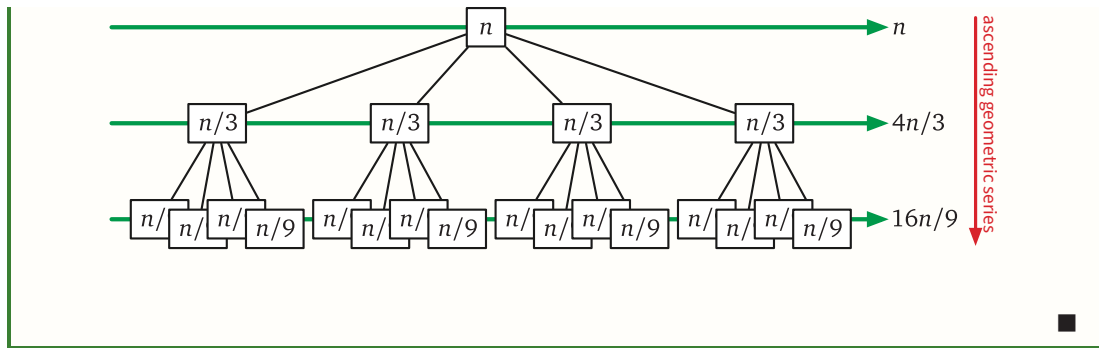 n
n
ascending geometric series
n/3 n/3 n/3 n/3
4n/3
n/ n/ n/ n/9 n/ n/ n/ n/9 n/ n/ n/ n/9 n/ n/ n/ n/9
16n/9